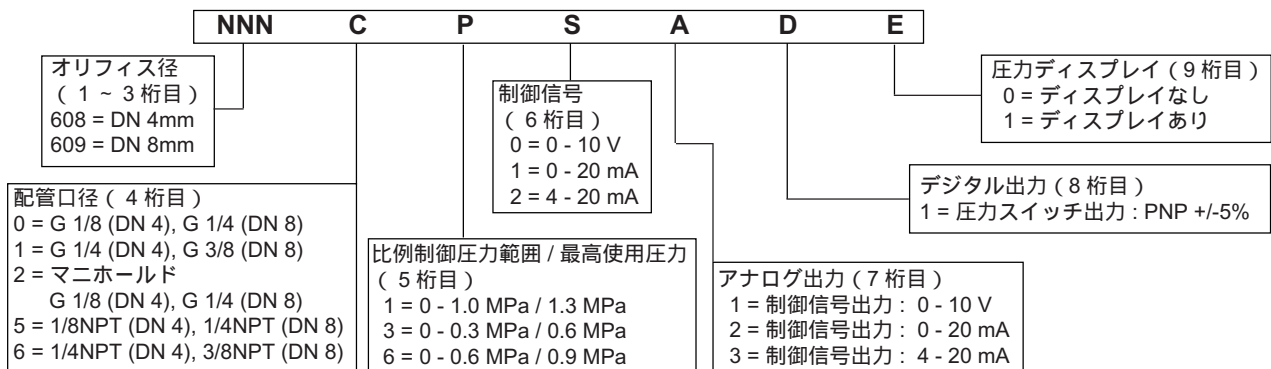 NNN C P S A D E
オリフィス径
( 1 ~ 3 桁目 )
608 = DN 4mm
609 = DN 8mm
配管口径 ( 4 桁目 )
0 = G 1/8 (DN 4), G 1/4 (DN 8)
1 = G 1/4 (DN 4), G 3/8 (DN 8)
2 = マニホールド
G 1/8 (DN 4), G 1/4 (DN 8)
5 = 1/8NPT (DN 4), 1/4NPT (DN 8)
6 = 1/4NPT (DN 4), 3/8NPT (DN 8)
比例制御圧力範囲 / 最高使用圧力
( 5 桁目 )
1 = 0 - 1.0 MPa / 1.3 MPa
3 = 0 - 0.3 MPa / 0.6 MPa
6 = 0 - 0.6 MPa / 0.9 MPa
制御信号
( 6 桁目 )
0 = 0 - 10 V
1 = 0 - 20 mA
2 = 4 - 20 mA
アナログ出力 ( 7 桁目 )
1 = 制御信号出力 : 0 - 10 V
2 = 制御信号出力 : 0 - 20 mA
3 = 制御信号出力 : 4 - 20 mA
デジタル出力 ( 8 桁目 )
1 = 圧力スイッチ出力 : PNP +/-5%
圧力ディスプレイ ( 9 桁目 )
0 = ディスプレイなし
1 = ディスプレイあり